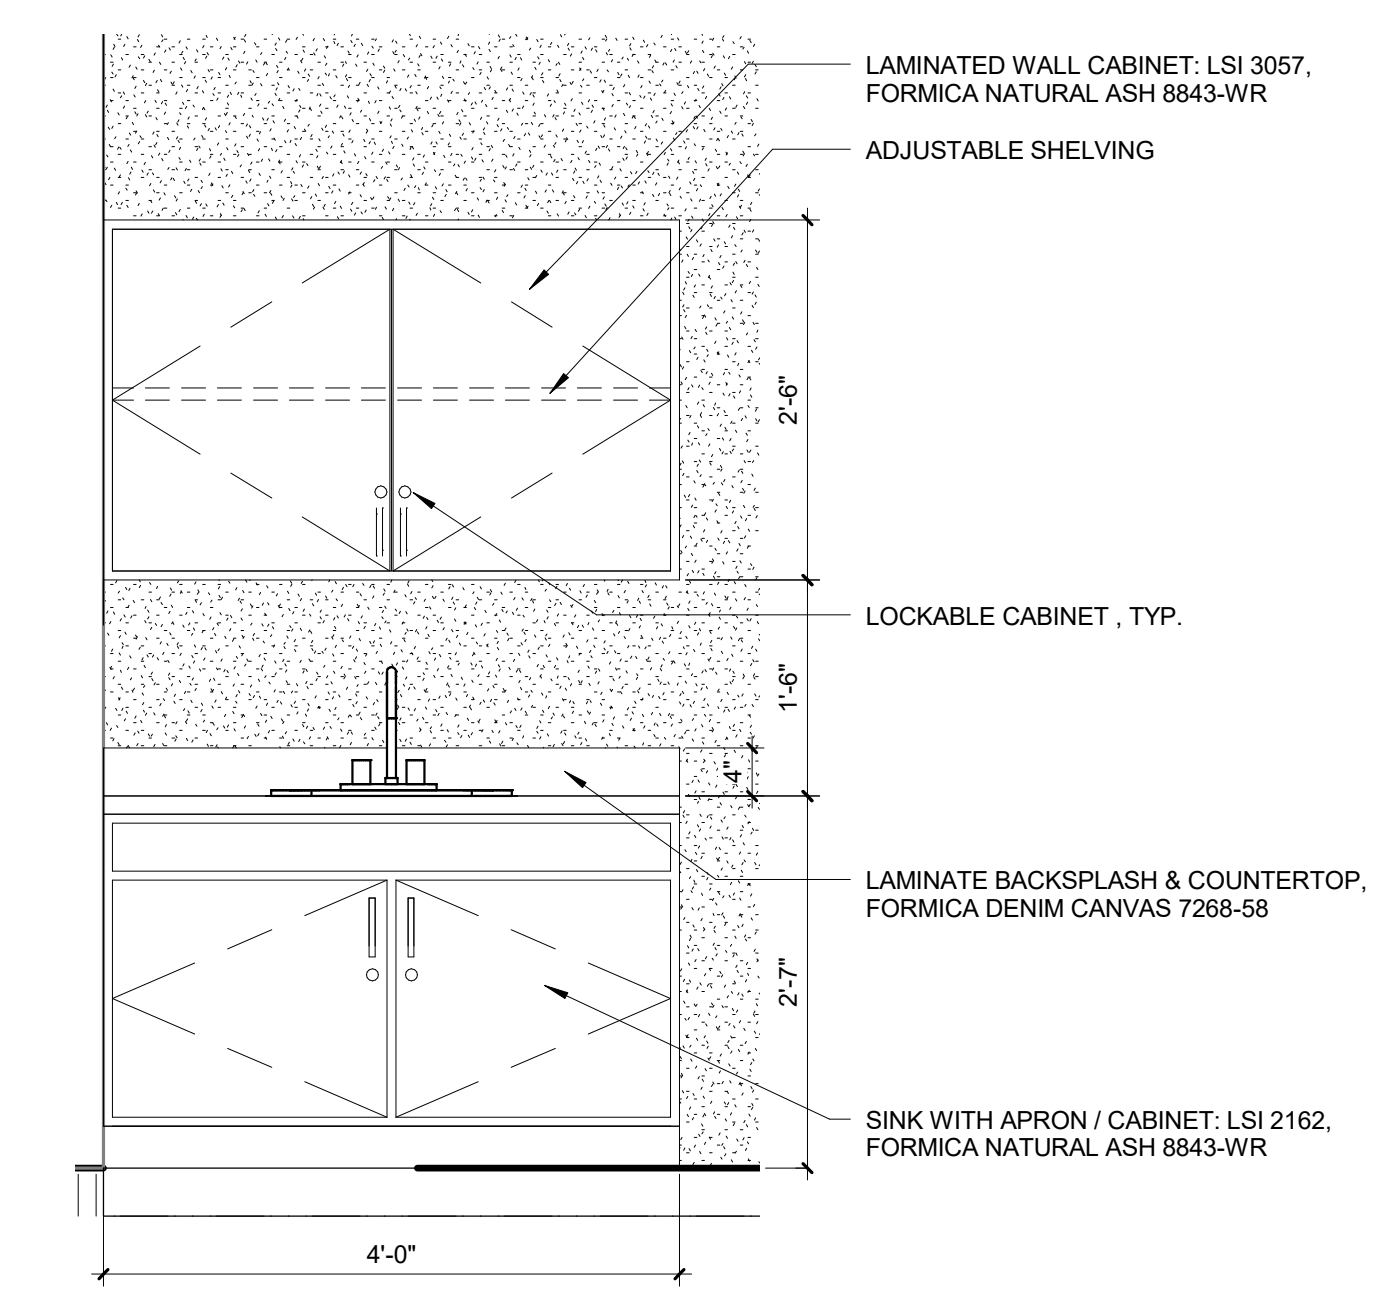 LAMINATED WALL CABINET: LSI 3057,
FORMICA NATURAL ASH 8843-WR
ADJUSTABLE SHELVING
2'-6"
LOCKABLE CABINET , TYP.
1'-6"
4"
LAMINATE BACKSPLASH & COUNTERTOP,
FORMICA DENIM CANVAS 7268-58
2'-7"
SINK WITH APRON / CABINET: LSI 2162,
FORMICA NATURAL ASH 8843-WR
4'-0"